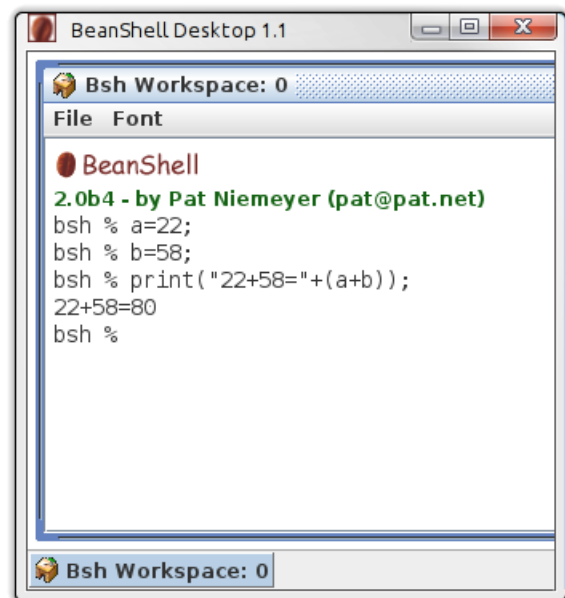 BeanShell Desktop 1.1
Bsh Workspace: 0
File Font
BeanShell
2.0b4 - by Pat Niemeyer (pat@pat.net)
bsh % a=22;
bsh % b=58;
bsh % print("22+58="+(a+b));
22+58=80
bsh %
Bsh Workspace: 0